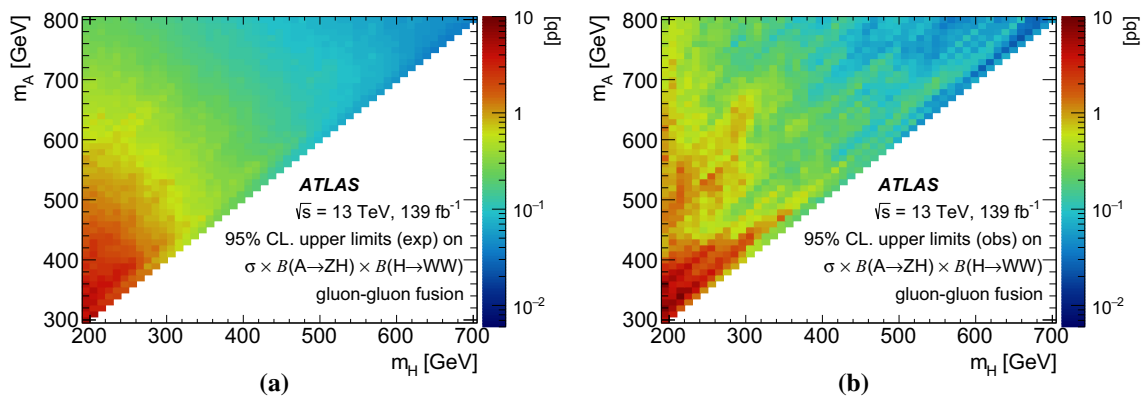 m_A [GeV]
800
700
600
500
400
300
200 300 400 500 600 700
m_H [GeV]
[pb]
10
1
10⁻¹
10⁻²
ATLAS
√s = 13 TeV, 139 fb⁻¹
95% CL. upper limits (exp) on
σ × B(A→ZH) × B(H→WW)
gluon-gluon fusion
(a)
m_A [GeV]
800
700
600
500
400
300
200 300 400 500 600 700
m_H [GeV]
[pb]
10
1
10⁻¹
10⁻²
ATLAS
√s = 13 TeV, 139 fb⁻¹
95% CL. upper limits (obs) on
σ × B(A→ZH) × B(H→WW)
gluon-gluon fusion
(b)